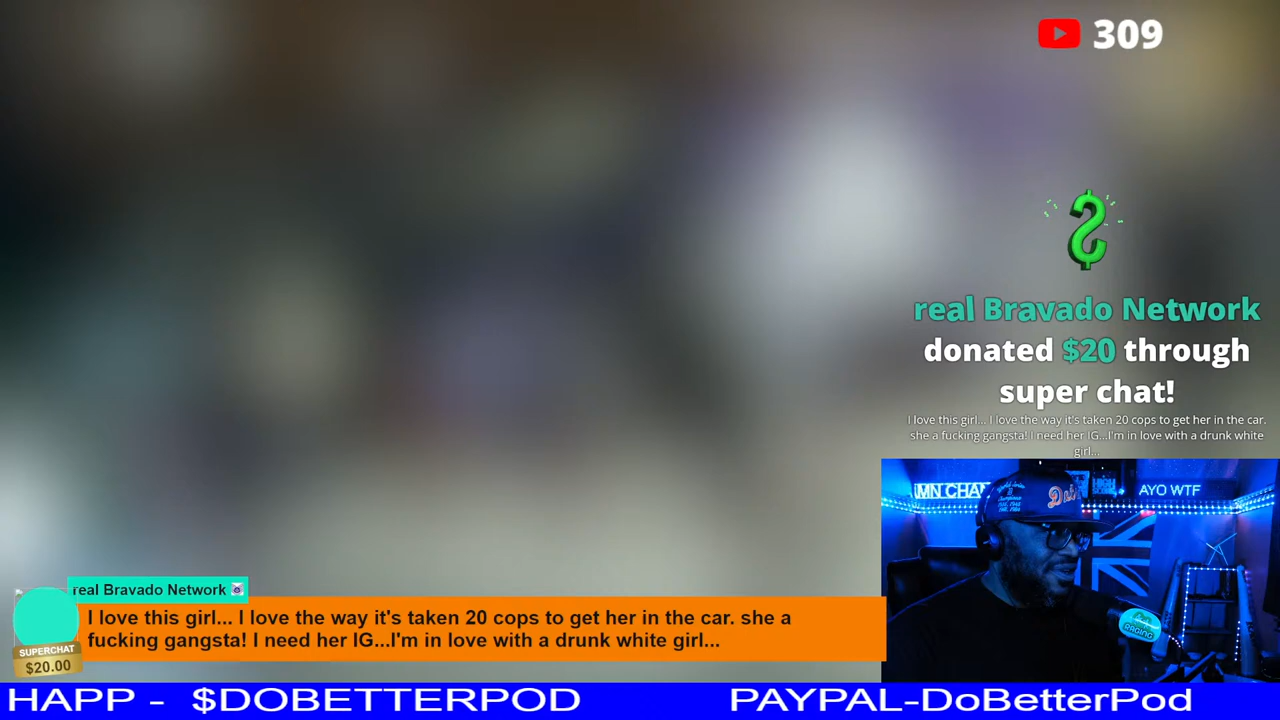 309
real Bravado Network
donated $20 through
super chat!
I love this girl... I love the way it's taken 20 cops to get her in the car.
she a fucking gangsta! I need her IG...I'm in love with a drunk white
girl...
AYO WTF
RAGING
real Bravado Network
I love this girl... I love the way it's taken 20 cops to get her in the car. she a
fucking gangsta! I need her IG...I'm in love with a drunk white girl...
SUPERCHAT
$20.00
HAPP - $DOBETTERPOD PAYPAL-DoBetterPod